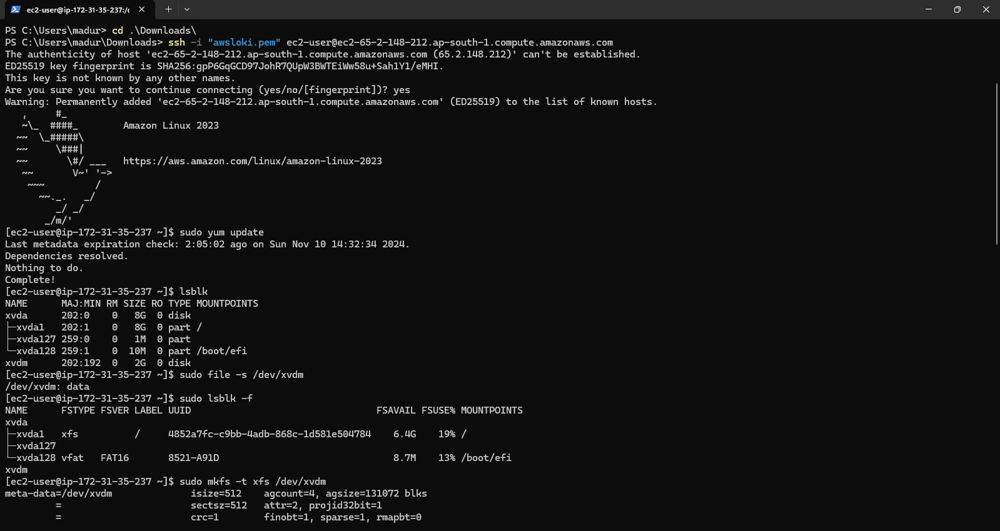 ec2-user@ip-172-31-35-237:/c
PS C:\Users\madur> cd .\Downloads\
PS C:\Users\madur\Downloads> ssh -i "awsloki.pem" ec2-user@ec2-65-2-148-212.ap-south-1.compute.amazonaws.com
The authenticity of host 'ec2-65-2-148-212.ap-south-1.compute.amazonaws.com (65.2.148.212)' can't be established.
ED25519 key fingerprint is SHA256:gpP6GqGCD97JohR7QUpW3BWTEiWw58u+Sah1Y1/eMHI.
This key is not known by any other names.
Are you sure you want to continue connecting (yes/no/[fingerprint])? yes
Warning: Permanently added 'ec2-65-2-148-212.ap-south-1.compute.amazonaws.com' (ED25519) to the list of known hosts.
   ,     #_
   ~\_  ####_        Amazon Linux 2023
  ~~  \_#####\
  ~~     \###|
  ~~       \#/ ___   https://aws.amazon.com/linux/amazon-linux-2023
   ~~       V~' '->
    ~~~         /
      ~~._.   _/
         _/ _/
       _/m/'
[ec2-user@ip-172-31-35-237 ~]$ sudo yum update
Last metadata expiration check: 2:05:02 ago on Sun Nov 10 14:32:34 2024.
Dependencies resolved.
Nothing to do.
Complete!
[ec2-user@ip-172-31-35-237 ~]$ lsblk
NAME      MAJ:MIN RM SIZE RO TYPE MOUNTPOINTS
xvda      202:0    0   8G  0 disk
├─xvda1   202:1    0   8G  0 part /
├─xvda127 259:0    0   1M  0 part
└─xvda128 259:1    0  10M  0 part /boot/efi
xvdm      202:192  0   2G  0 disk
[ec2-user@ip-172-31-35-237 ~]$ sudo file -s /dev/xvdm
/dev/xvdm: data
[ec2-user@ip-172-31-35-237 ~]$ sudo lsblk -f
NAME      FSTYPE FSVER LABEL UUID                                 FSAVAIL FSUSE% MOUNTPOINTS
xvda
├─xvda1   xfs          /     4852a7fc-c9bb-4adb-868c-1d581e504784    6.4G    19% /
├─xvda127
└─xvda128 vfat   FAT16       8521-A91D                               8.7M    13% /boot/efi
xvdm
[ec2-user@ip-172-31-35-237 ~]$ sudo mkfs -t xfs /dev/xvdm
meta-data=/dev/xvdm              isize=512    agcount=4, agsize=131072 blks
         =                       sectsz=512   attr=2, projid32bit=1
         =                       crc=1        finobt=1, sparse=1, rmapbt=0